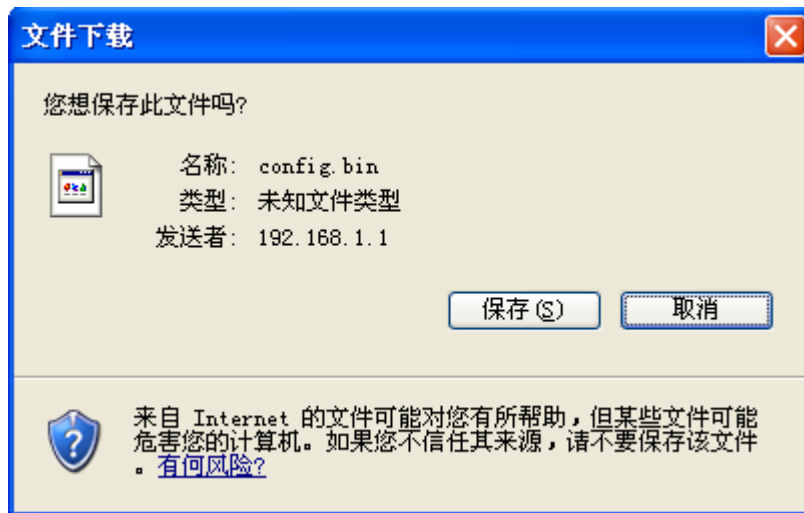 文件下载
您想保存此文件吗?
名称: config.bin
类型: 未知文件类型
发送者: 192.168.1.1
保存(S) 取消
来自 Internet 的文件可能对您有所帮助，但某些文件可能
危害您的计算机。如果您不信任其来源，请不要保存该文件
。有何风险?